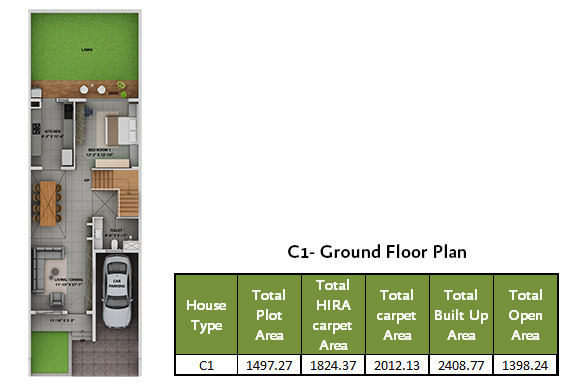 LAWN
DECK
KITCHEN
BED ROOM 1
UP
TOILET
LIVING / DINING
CAR
PARKING
C1- Ground Floor Plan
House Type | Total Plot Area | Total HIRA carpet Area | Total carpet Area | Total Built Up Area | Total Open Area
C1 | 1497.27 | 1824.37 | 2012.13 | 2408.77 | 1398.24